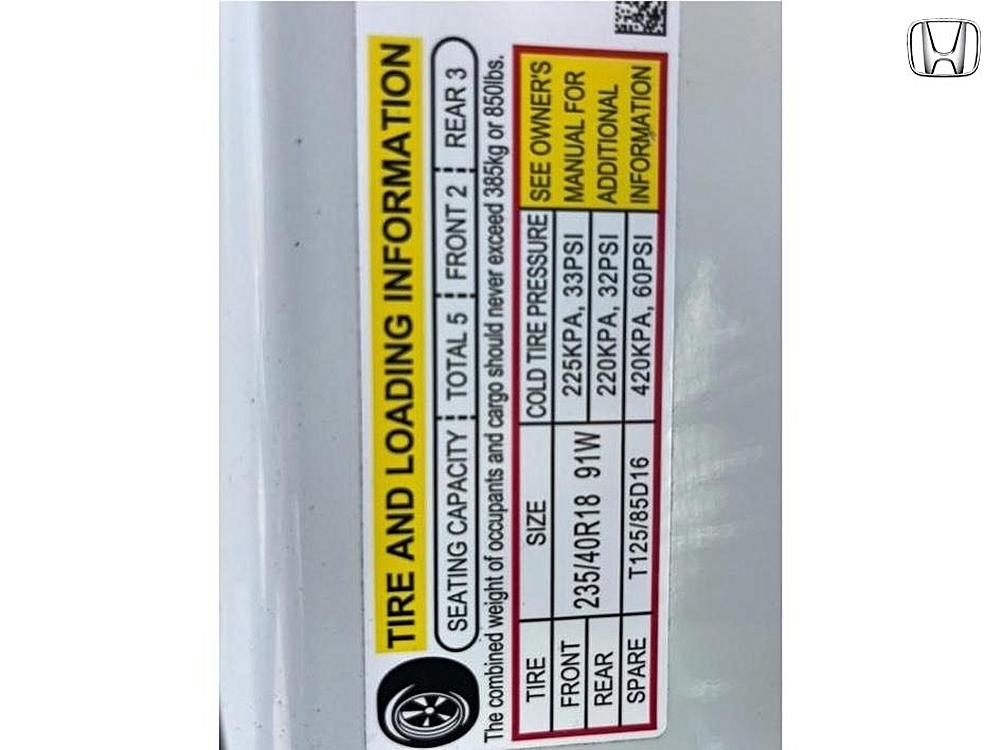 TIRE AND LOADING INFORMATION
SEATING CAPACITY TOTAL 5 FRONT 2 REAR 3
The combined weight of occupants and cargo should never exceed 385kg or 850lbs.
TIRE SIZE COLD TIRE PRESSURE SEE OWNER'S
FRONT 235/40R18 91W 225KPA, 33PSI MANUAL FOR
REAR 220KPA, 32PSI ADDITIONAL
SPARE T125/85D16 420KPA, 60PSI INFORMATION